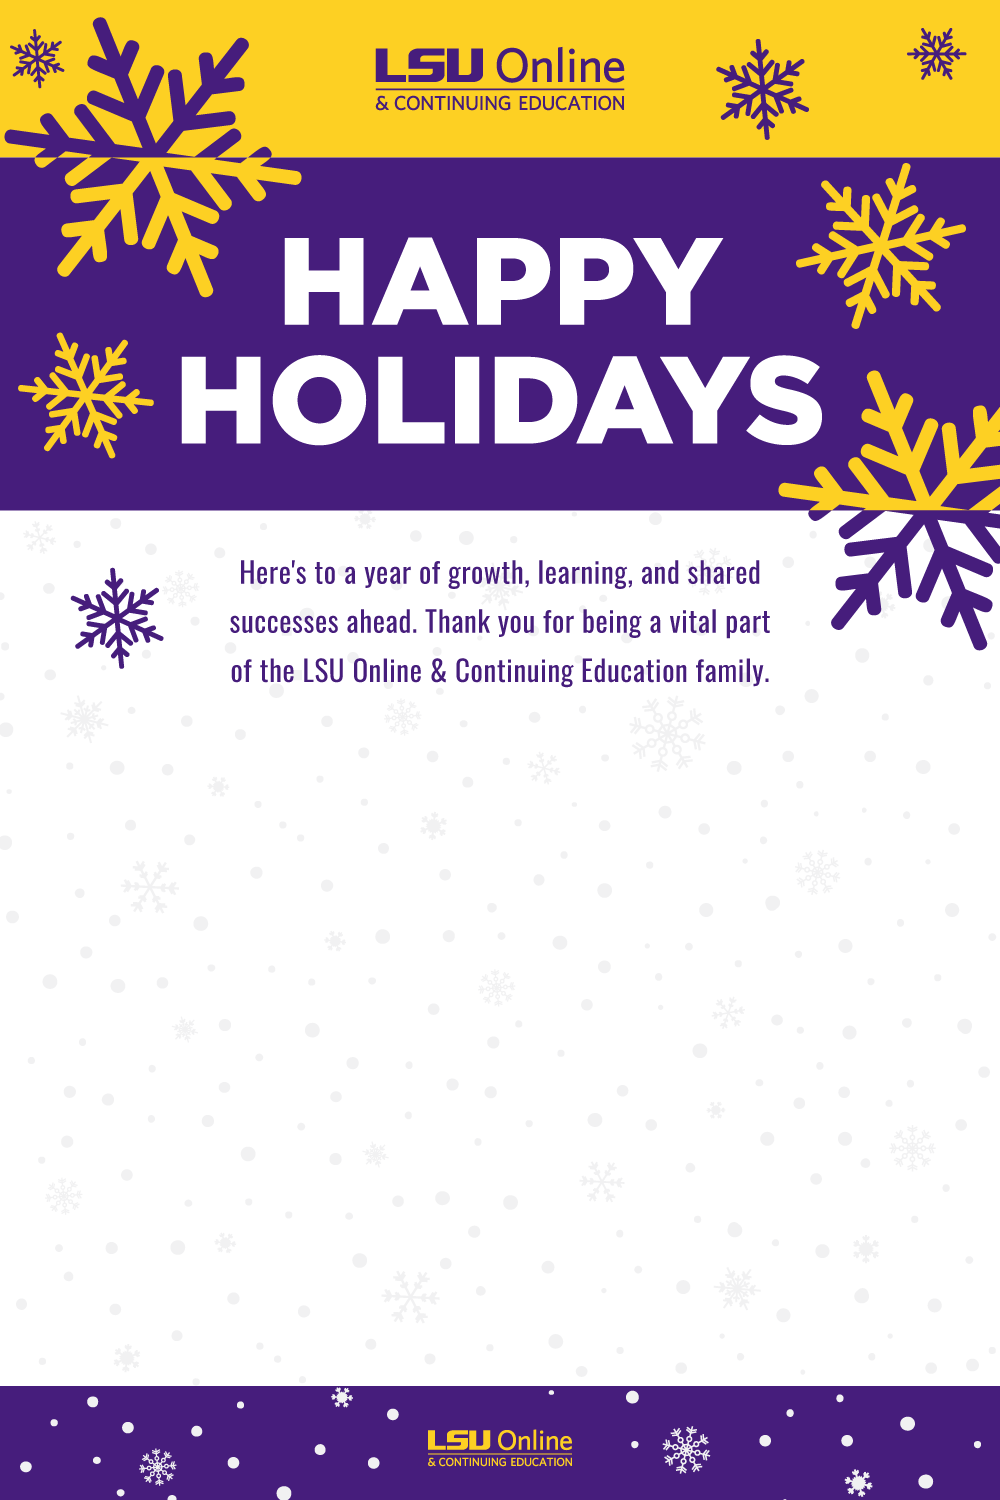 LSU Online
& CONTINUING EDUCATION
HAPPY
HOLIDAYS
Here's to a year of growth, learning, and shared
successes ahead. Thank you for being a vital part
of the LSU Online & Continuing Education family.
LSU Online
& CONTINUING EDUCATION